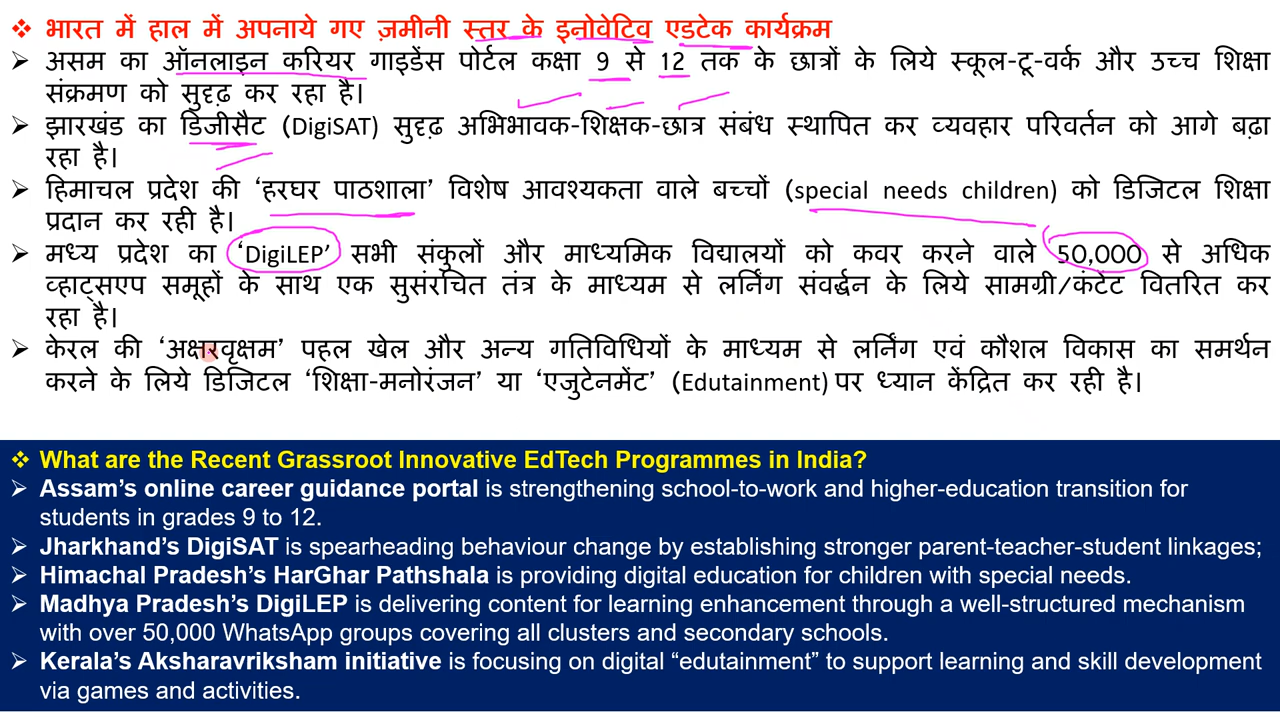 ❖ भारत में हाल में अपनाये गए ज़मीनी स्तर के इनोवेटिव एडटेक कार्यक्रम
➢ असम का ऑनलाइन करियर गाइडेंस पोर्टल कक्षा 9 से 12 तक के छात्रों के लिये स्कूल-टू-वर्क और उच्च शिक्षा
संक्रमण को सुदृढ़ कर रहा है।
➢ झारखंड का डिजीसैट (DigiSAT) सुदृढ़ अभिभावक-शिक्षक-छात्र संबंध स्थापित कर व्यवहार परिवर्तन को आगे बढ़ा
रहा है।
➢ हिमाचल प्रदेश की ‘हरघर पाठशाला’ विशेष आवश्यकता वाले बच्चों (special needs children) को डिजिटल शिक्षा
प्रदान कर रही है।
➢ मध्य प्रदेश का ‘DigiLEP’ सभी संकुलों और माध्यमिक विद्यालयों को कवर करने वाले 50,000 से अधिक
व्हाट्सएप समूहों के साथ एक सुसंरचित तंत्र के माध्यम से लर्निंग संवर्द्धन के लिये सामग्री/कंटेंट वितरित कर
रहा है।
➢ केरल की ‘अक्षरवृक्षम’ पहल खेल और अन्य गतिविधियों के माध्यम से लर्निंग एवं कौशल विकास का समर्थन
करने के लिये डिजिटल ‘शिक्षा-मनोरंजन’ या ‘एजुटेनमेंट’ (Edutainment) पर ध्यान केंद्रित कर रही है।
❖ What are the Recent Grassroot Innovative EdTech Programmes in India?
➢ Assam’s online career guidance portal is strengthening school-to-work and higher-education transition for
students in grades 9 to 12.
➢ Jharkhand’s DigiSAT is spearheading behaviour change by establishing stronger parent-teacher-student linkages;
➢ Himachal Pradesh’s HarGhar Pathshala is providing digital education for children with special needs.
➢ Madhya Pradesh’s DigiLEP is delivering content for learning enhancement through a well-structured mechanism
with over 50,000 WhatsApp groups covering all clusters and secondary schools.
➢ Kerala’s Aksharavriksham initiative is focusing on digital “edutainment” to support learning and skill development
via games and activities.